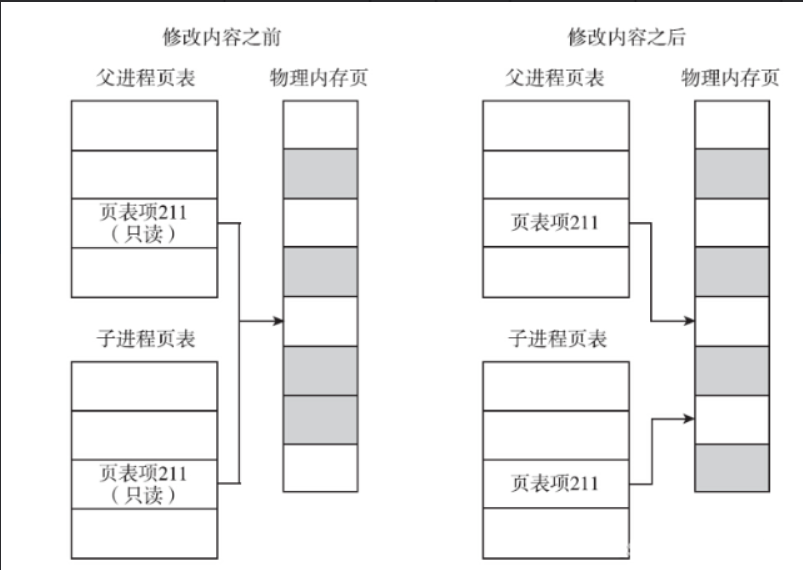 修改内容之前
父进程页表
物理内存页
页表项211
（只读）
子进程页表
页表项211
（只读）
修改内容之后
父进程页表
物理内存页
页表项211
子进程页表
页表项211